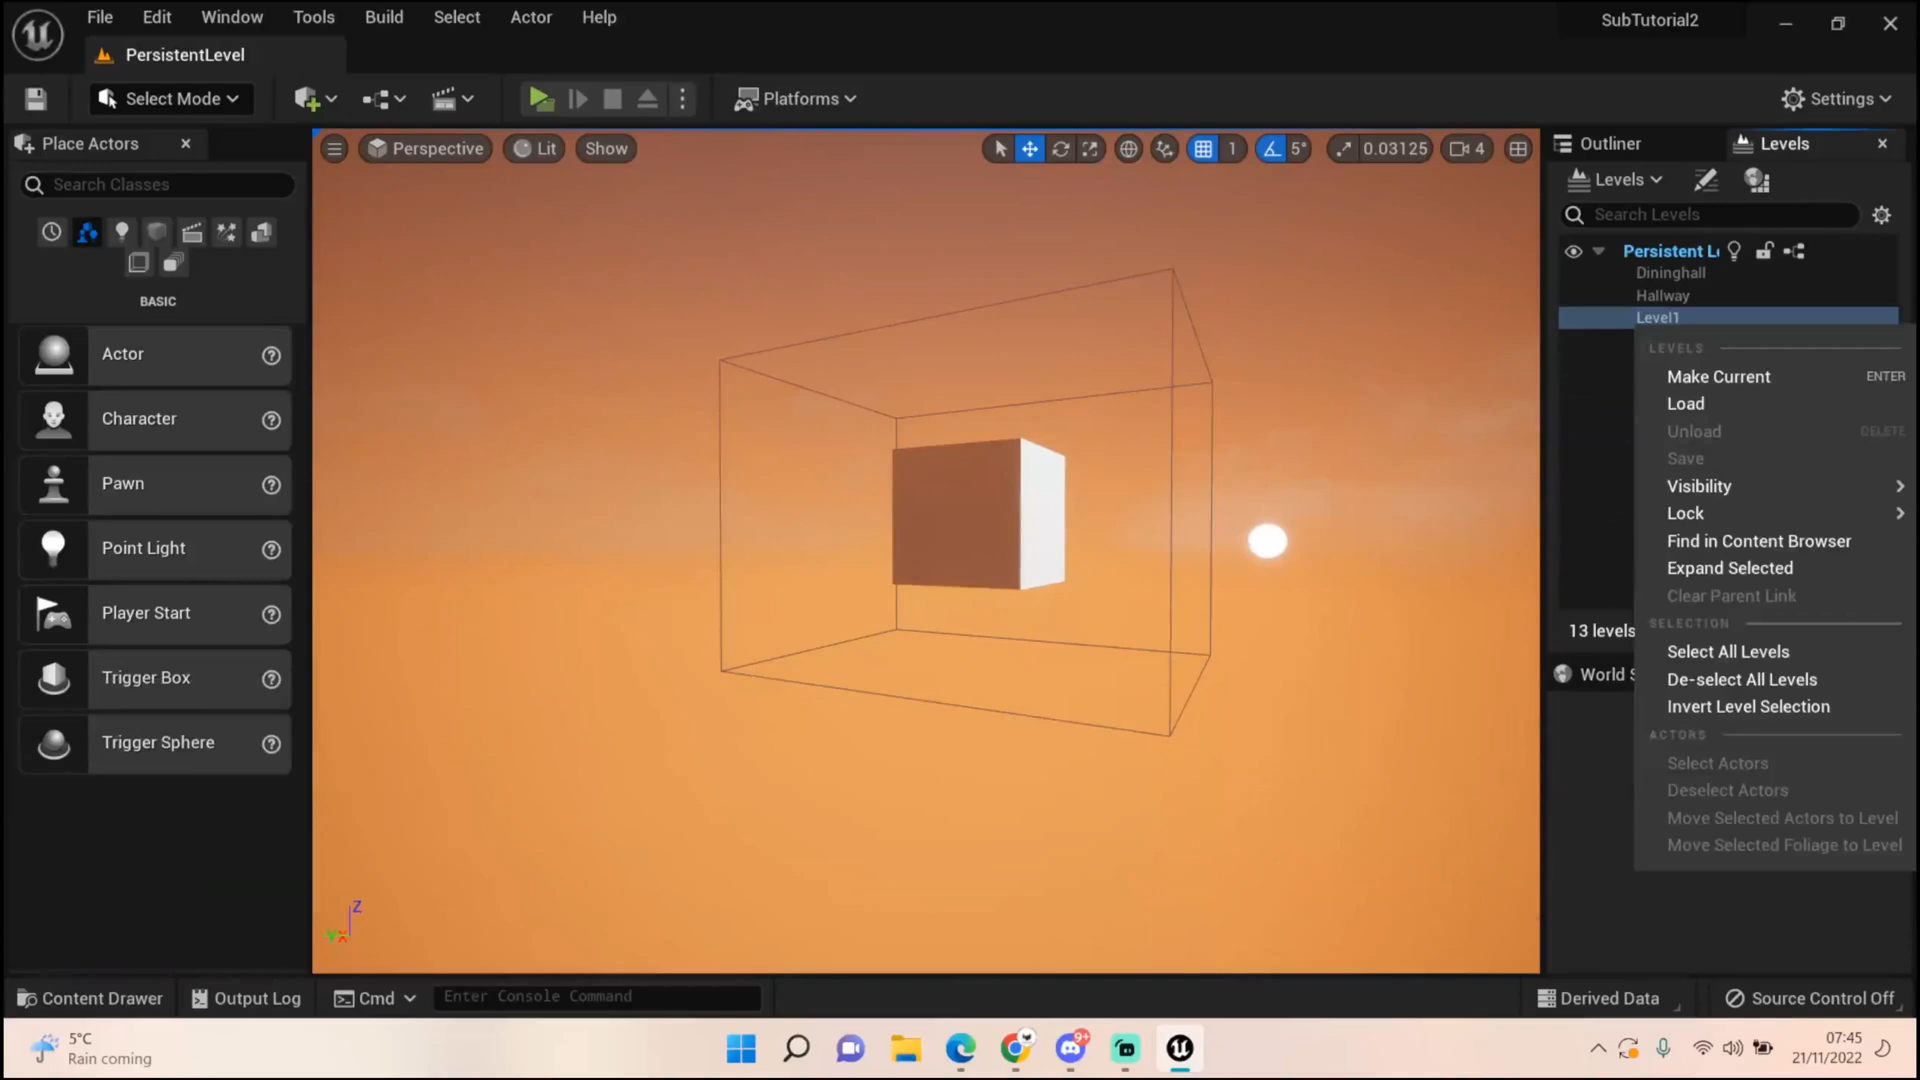 File Edit Window Tools Build Select Actor Help
SubTutorial2
PersistentLevel
Select Mode
Platforms
Settings
Place Actors
Perspective
Lit
Show
1
5°
0.03125
4
Outliner
Levels
Search Classes
Levels
Search Levels
BASIC
Persistent L
Dininghall
Hallway
Level1
Actor
Character
Pawn
Point Light
Player Start
Trigger Box
Trigger Sphere
LEVELS
Make Current ENTER
Load
Unload DELETE
Save
Visibility
Lock
Find in Content Browser
Expand Selected
Clear Parent Link
SELECTION
Select All Levels
De-select All Levels
Invert Level Selection
ACTORS
Select Actors
Deselect Actors
Move Selected Actors to Level
Move Selected Foliage to Level
13 levels
World S
Z
Y X
Content Drawer
Output Log
Cmd
Enter Console Command
Derived Data
Source Control Off
5°C
Rain coming
9+
07:45
21/11/2022